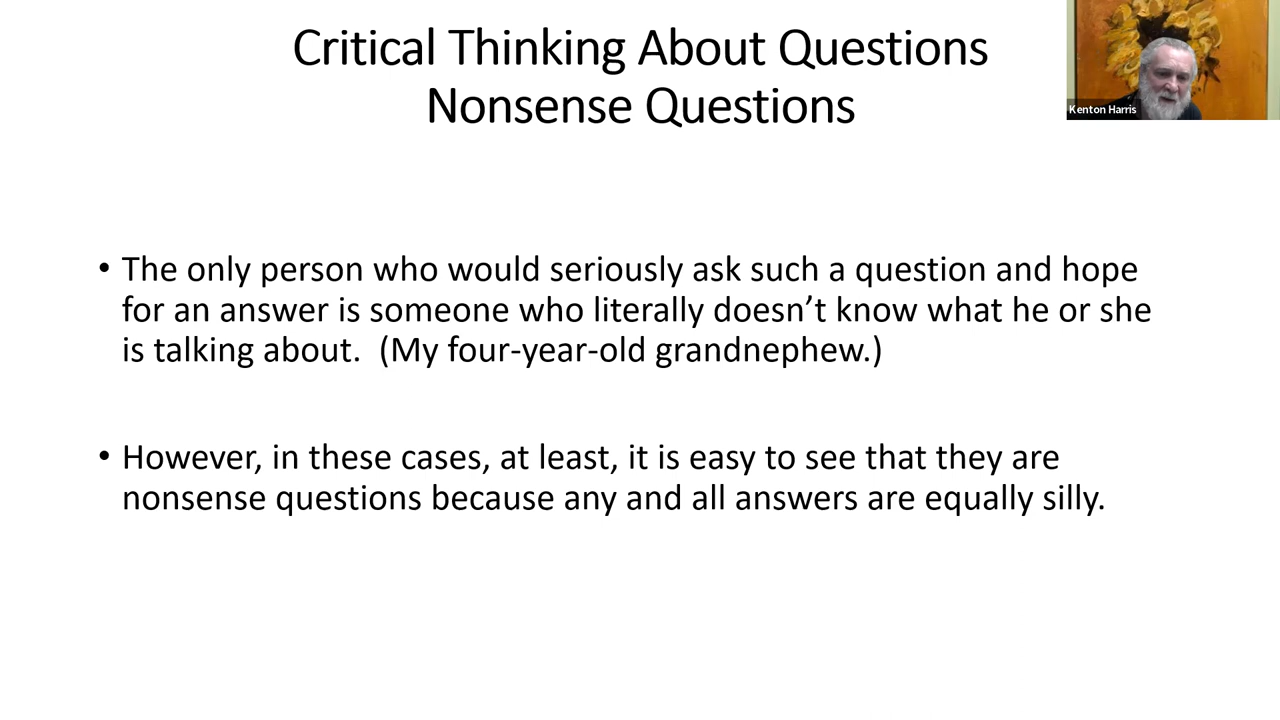 Critical Thinking About Questions
Nonsense Questions
Kenton Harris
• The only person who would seriously ask such a question and hope
for an answer is someone who literally doesn’t know what he or she
is talking about.  (My four-year-old grandnephew.)
• However, in these cases, at least, it is easy to see that they are
nonsense questions because any and all answers are equally silly.